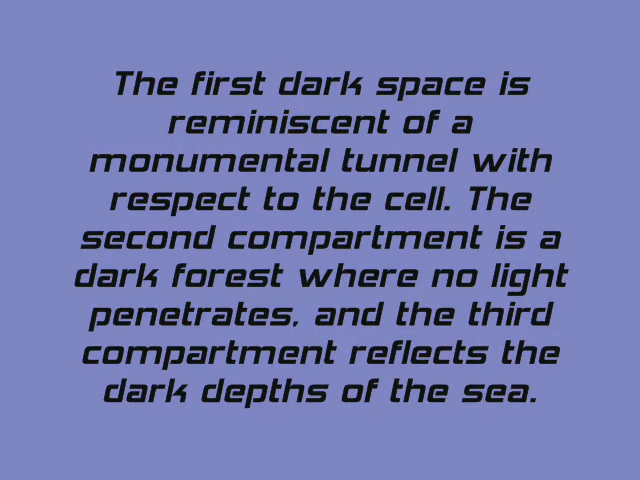 The first dark space is
reminiscent of a
monumental tunnel with
respect to the cell. The
second compartment is a
dark forest where no light
penetrates, and the third
compartment reflects the
dark depths of the sea.